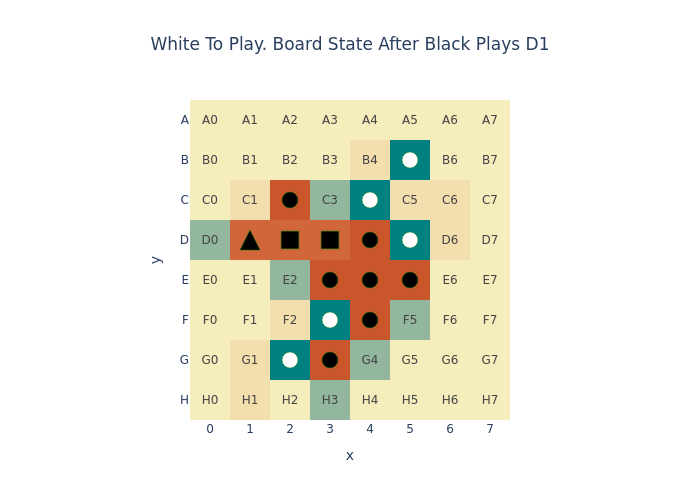 White To Play. Board State After Black Plays D1
A A0 A1 A2 A3 A4 A5 A6 A7
B B0 B1 B2 B3 B4 B6 B7
C C0 C1 C3 C5 C6 C7
D D0 D6 D7
E E0 E1 E2 E6 E7
F F0 F1 F2 F5 F6 F7
G G0 G1 G4 G5 G6 G7
H H0 H1 H2 H3 H4 H5 H6 H7
0 1 2 3 4 5 6 7
x
y